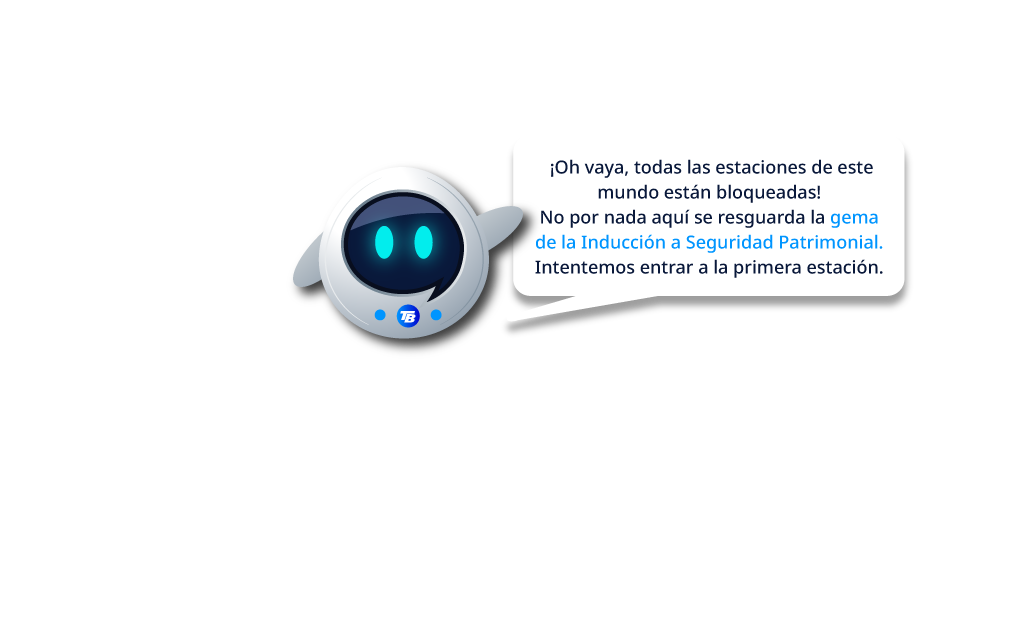 ¡Oh vaya, todas las estaciones de este
mundo están bloqueadas!
No por nada aquí se resguarda la gema
de la Inducción a Seguridad Patrimonial.
Intentemos entrar a la primera estación.
TB